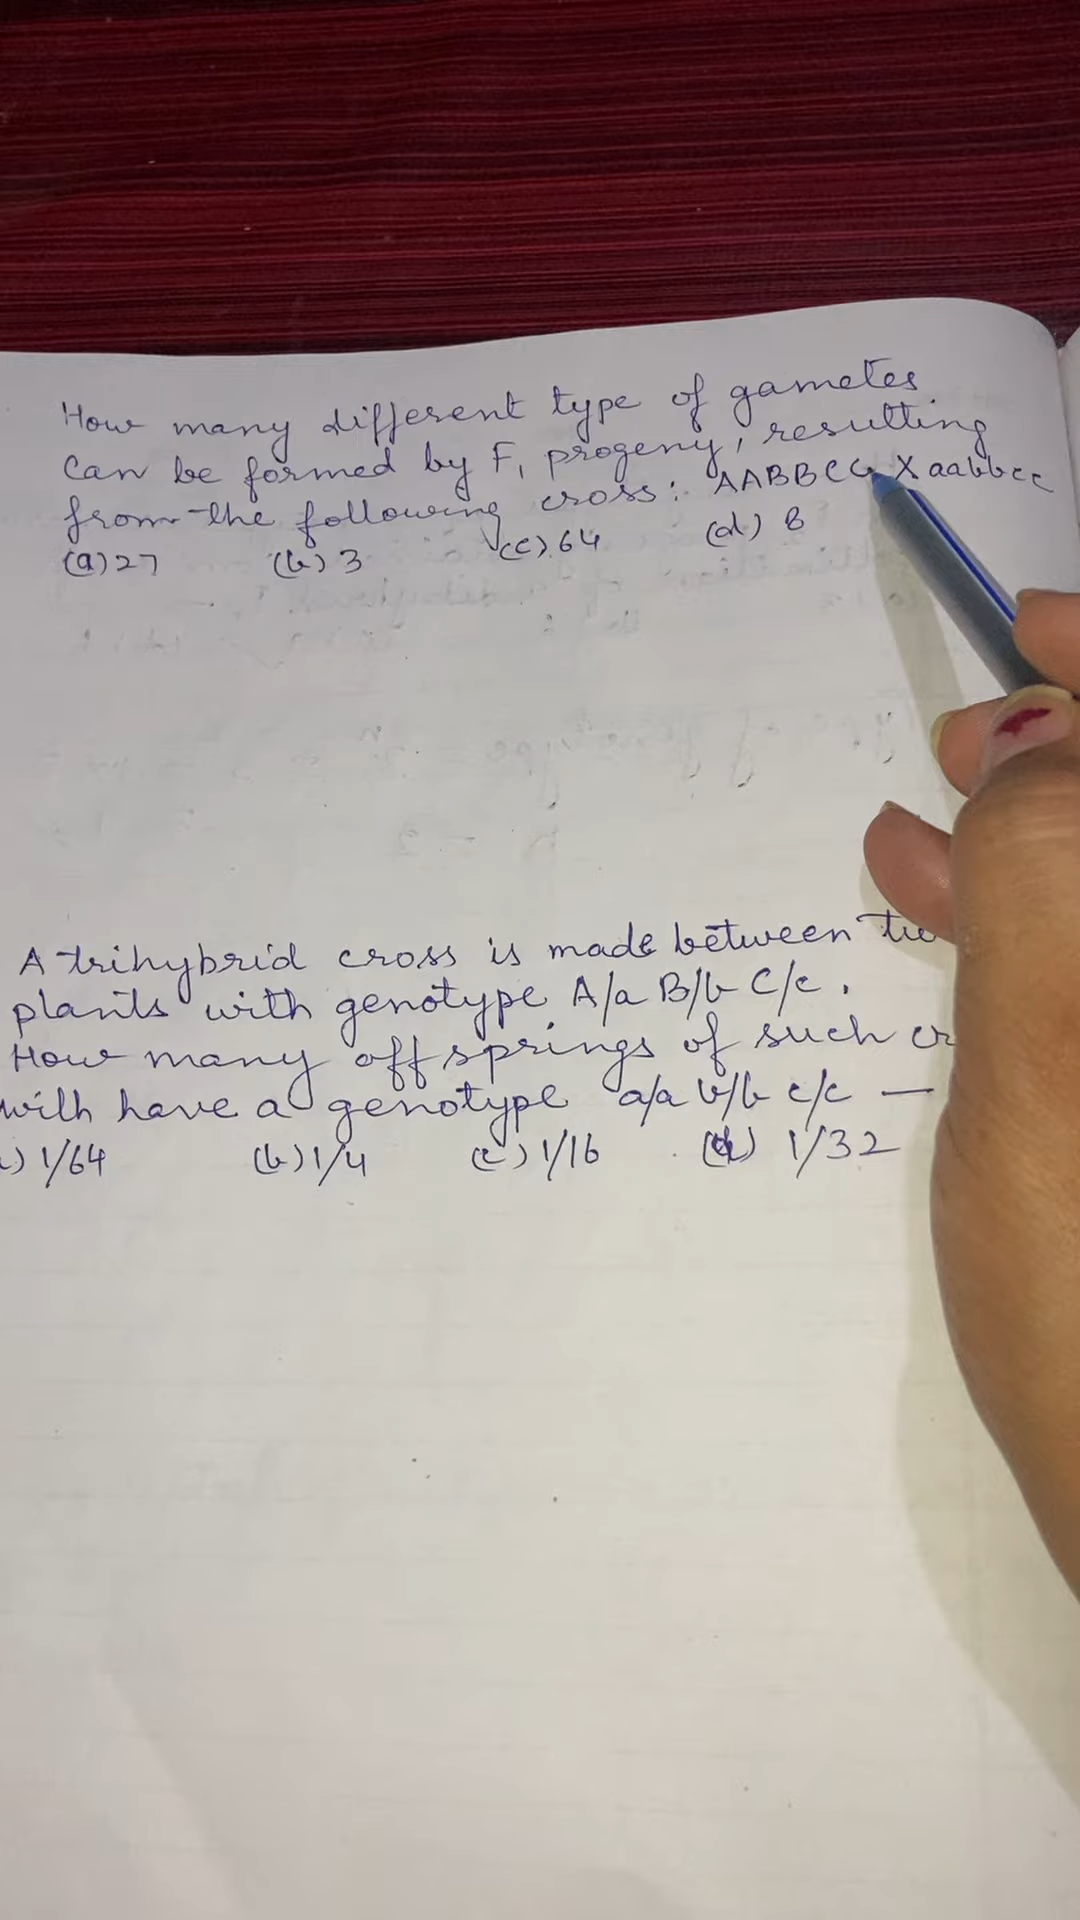 How many different type of gametes
can be formed by F1 progeny, resulting
from the following cross: AABBCC X aabbcc
(a) 27 (b) 3 (c) 64 (d) 8
A trihybrid cross is made between
plants with genotype A/a B/b C/c.
How many offsprings of such
will have a genotype a/a b/b c/c —
) 1/64 (b) 1/4 (c) 1/16 (d) 1/32